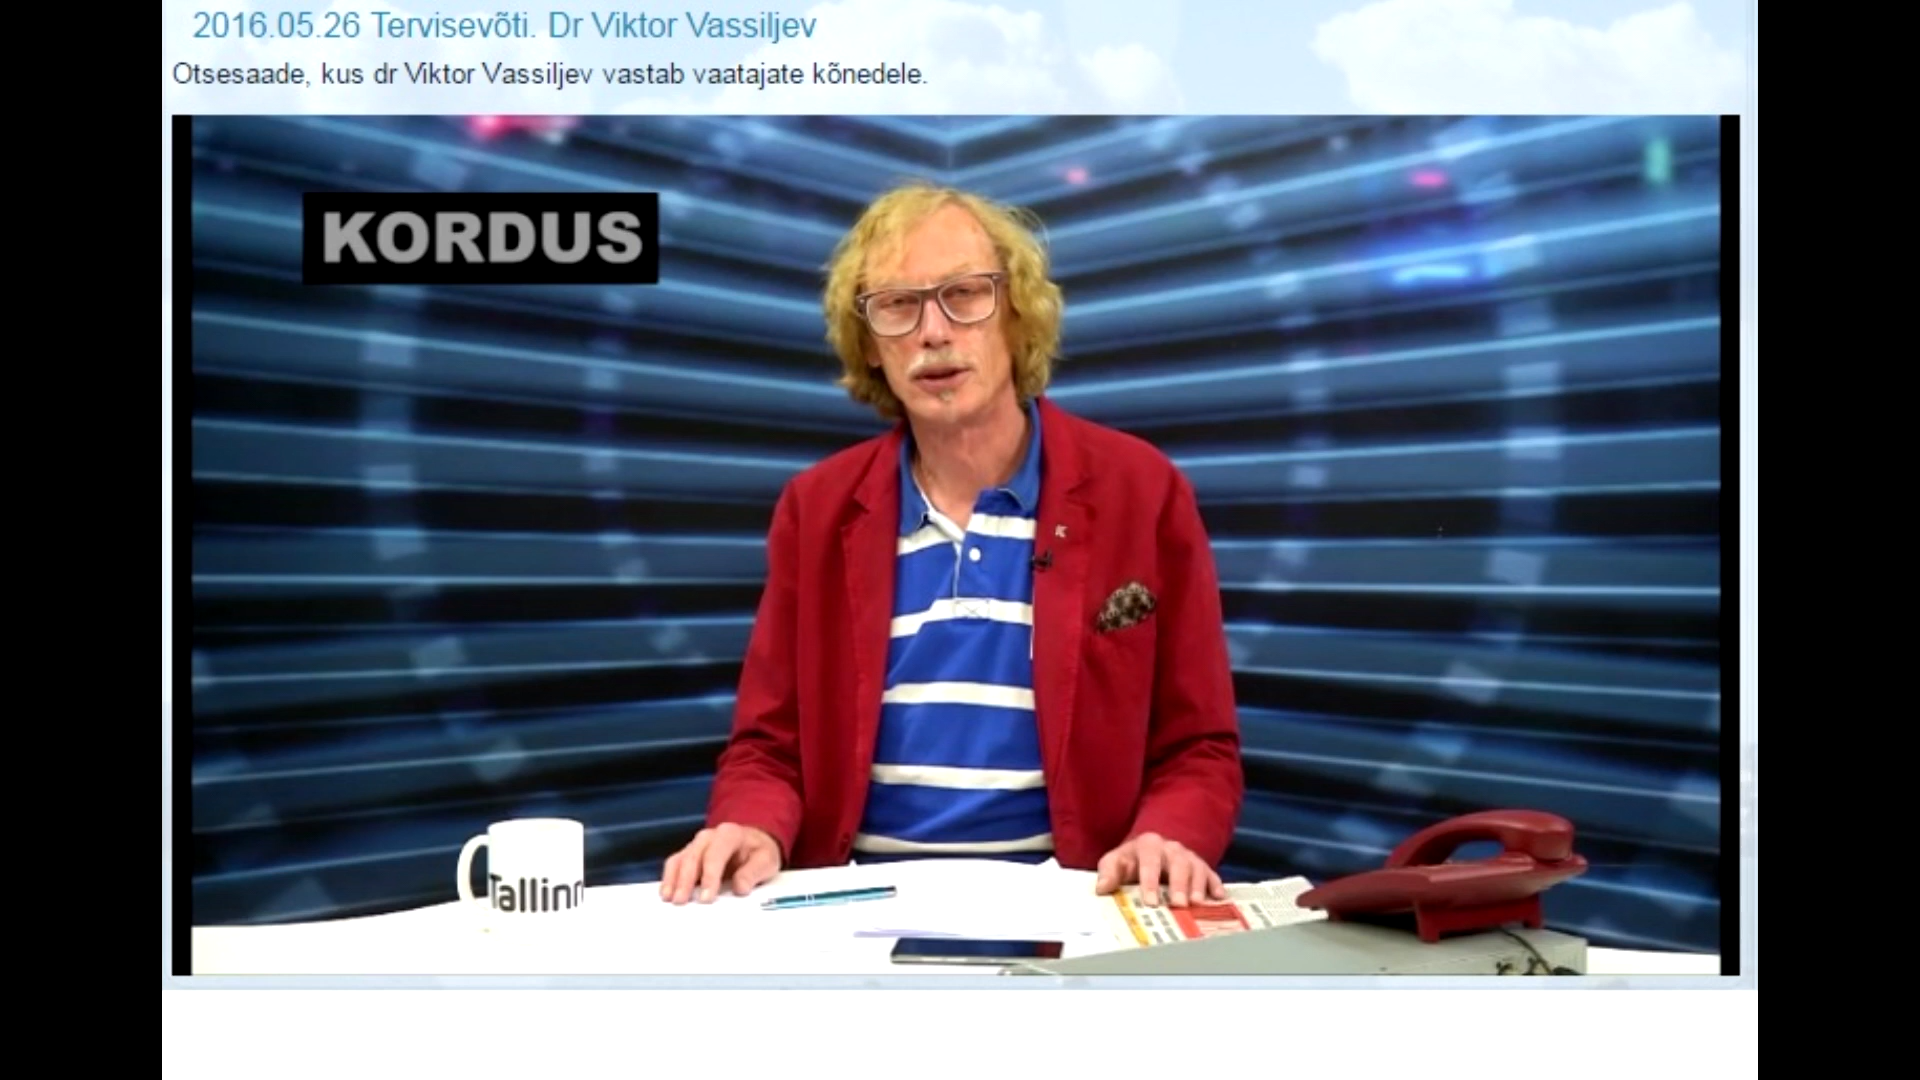 2016.05.26 Tervisevõti. Dr Viktor Vassiljev
Otsesaade, kus dr Viktor Vassiljev vastab vaatajate kõnedele.
KORDUS
Tallinn